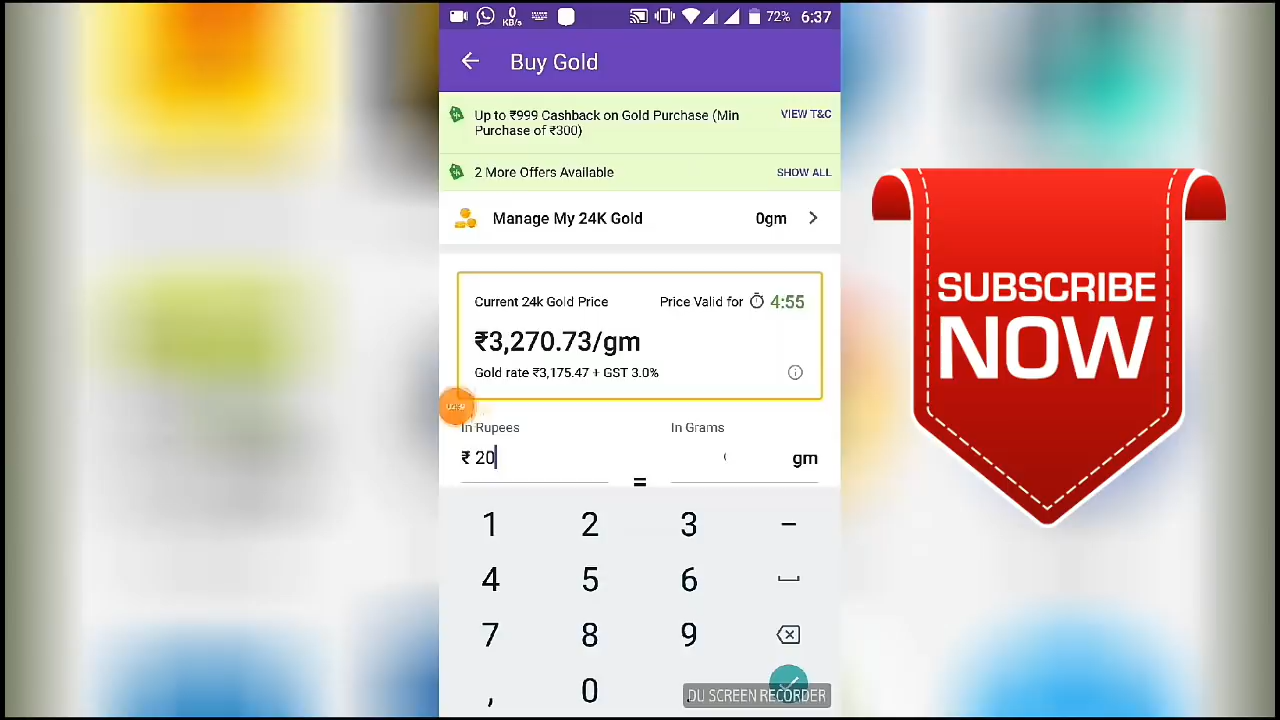 0
KB/s
72% 6:37
Buy Gold
Up to ₹999 Cashback on Gold Purchase (Min
Purchase of ₹300)
VIEW T&C
2 More Offers Available
SHOW ALL
Manage My 24K Gold
0gm
Current 24k Gold Price
Price Valid for 4:55
₹3,270.73/gm
Gold rate ₹3,175.47 + GST 3.0%
In Rupees
In Grams
₹ 20
gm
=
1 2 3 -
4 5 6
7 8 9
, 0
DU SCREEN RECORDER
SUBSCRIBE
NOW